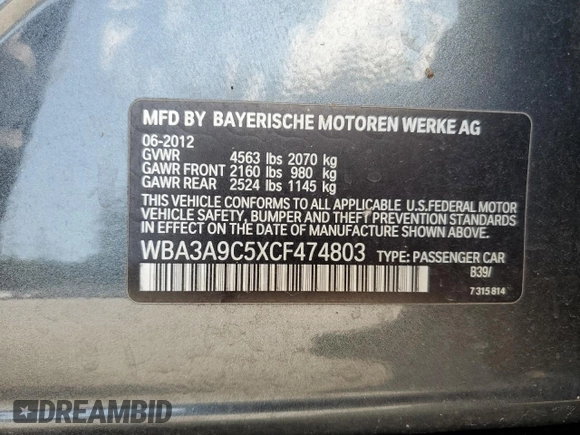 MFD BY BAYERISCHE MOTOREN WERKE AG
06-2012
GVWR 4563 lbs 2070 kg
GAWR FRONT 2160 lbs 980 kg
GAWR REAR 2524 lbs 1145 kg
THIS VEHICLE CONFORMS TO ALL APPLICABLE U.S.FEDERAL MOTOR
VEHICLE SAFETY, BUMPER AND THEFT PREVENTION STANDARDS
IN EFFECT ON THE DATE OF MANUFACTURE SHOWN ABOVE.
WBA3A9C5XCF474803 TYPE: PASSENGER CAR
B39/
7 315 814
DREAMBID